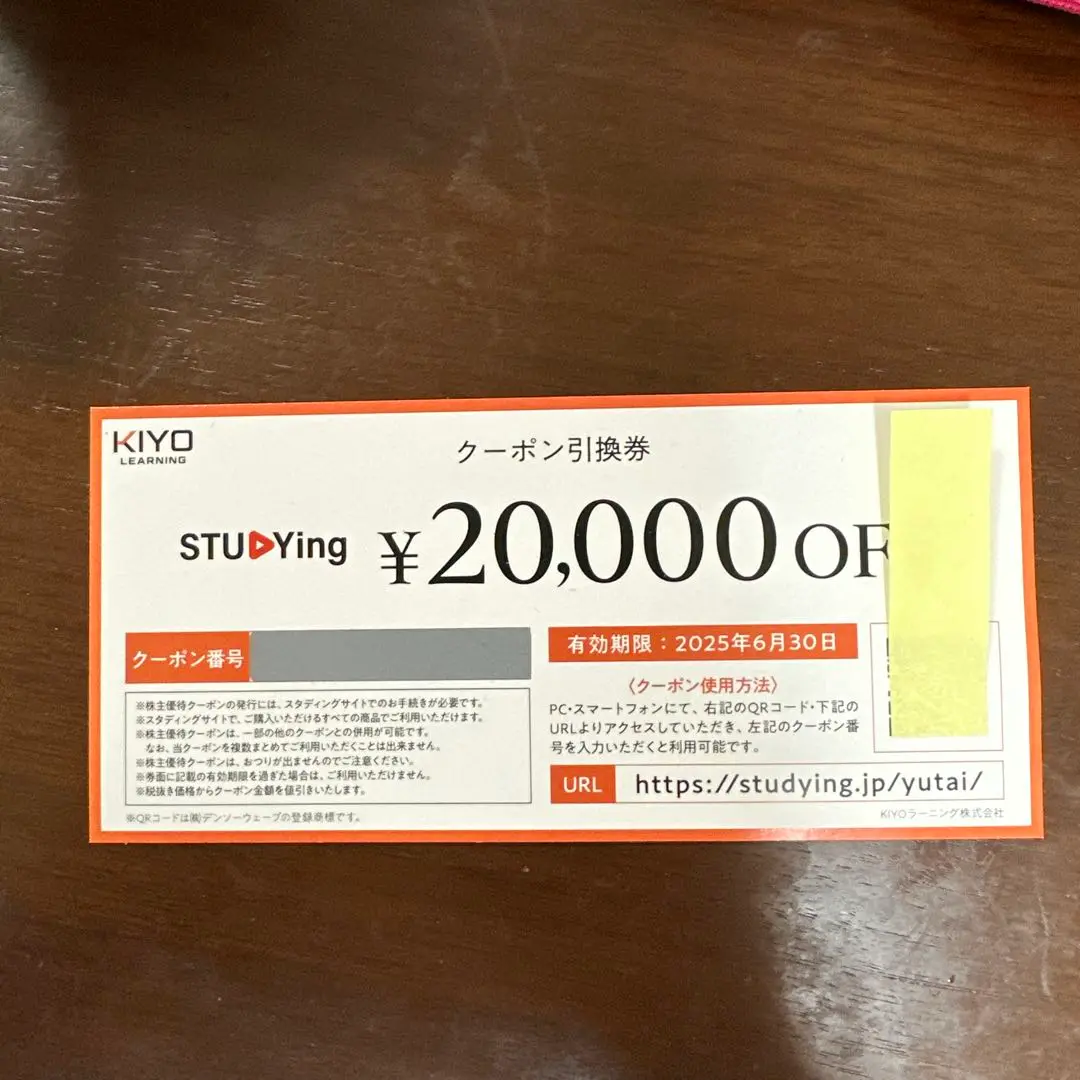 KIYO
LEARNING
クーポン引換券
STUDYing ¥20,000 OF
クーポン番号
※株主優待クーポンの発行には、スタディングサイトでのお手続きが必要です。
※スタディングサイトで、ご購入いただけるすべての商品でご利用いただけます。
※株主優待クーポンは、一部の他のクーポンとの併用が可能です。
なお、当クーポンを複数まとめてご利用いただくことは出来ません。
※株主優待クーポンは、おつりが出ませんのでご注意ください。
※券面に記載の有効期限を過ぎた場合は、ご利用いただけません。
※税抜き価格からクーポン金額を値引きいたします。
※QRコードは㈱デンソーウェーブの登録商標です。
有効期限：2025年6月30日
〈クーポン使用方法〉
PC・スマートフォンにて、右記のQRコード・下記の
URLよりアクセスしていただき、左記のクーポン番
号を入力いただくと利用可能です。
URL https://studying.jp/yutai/
KIYOラーニング株式会社